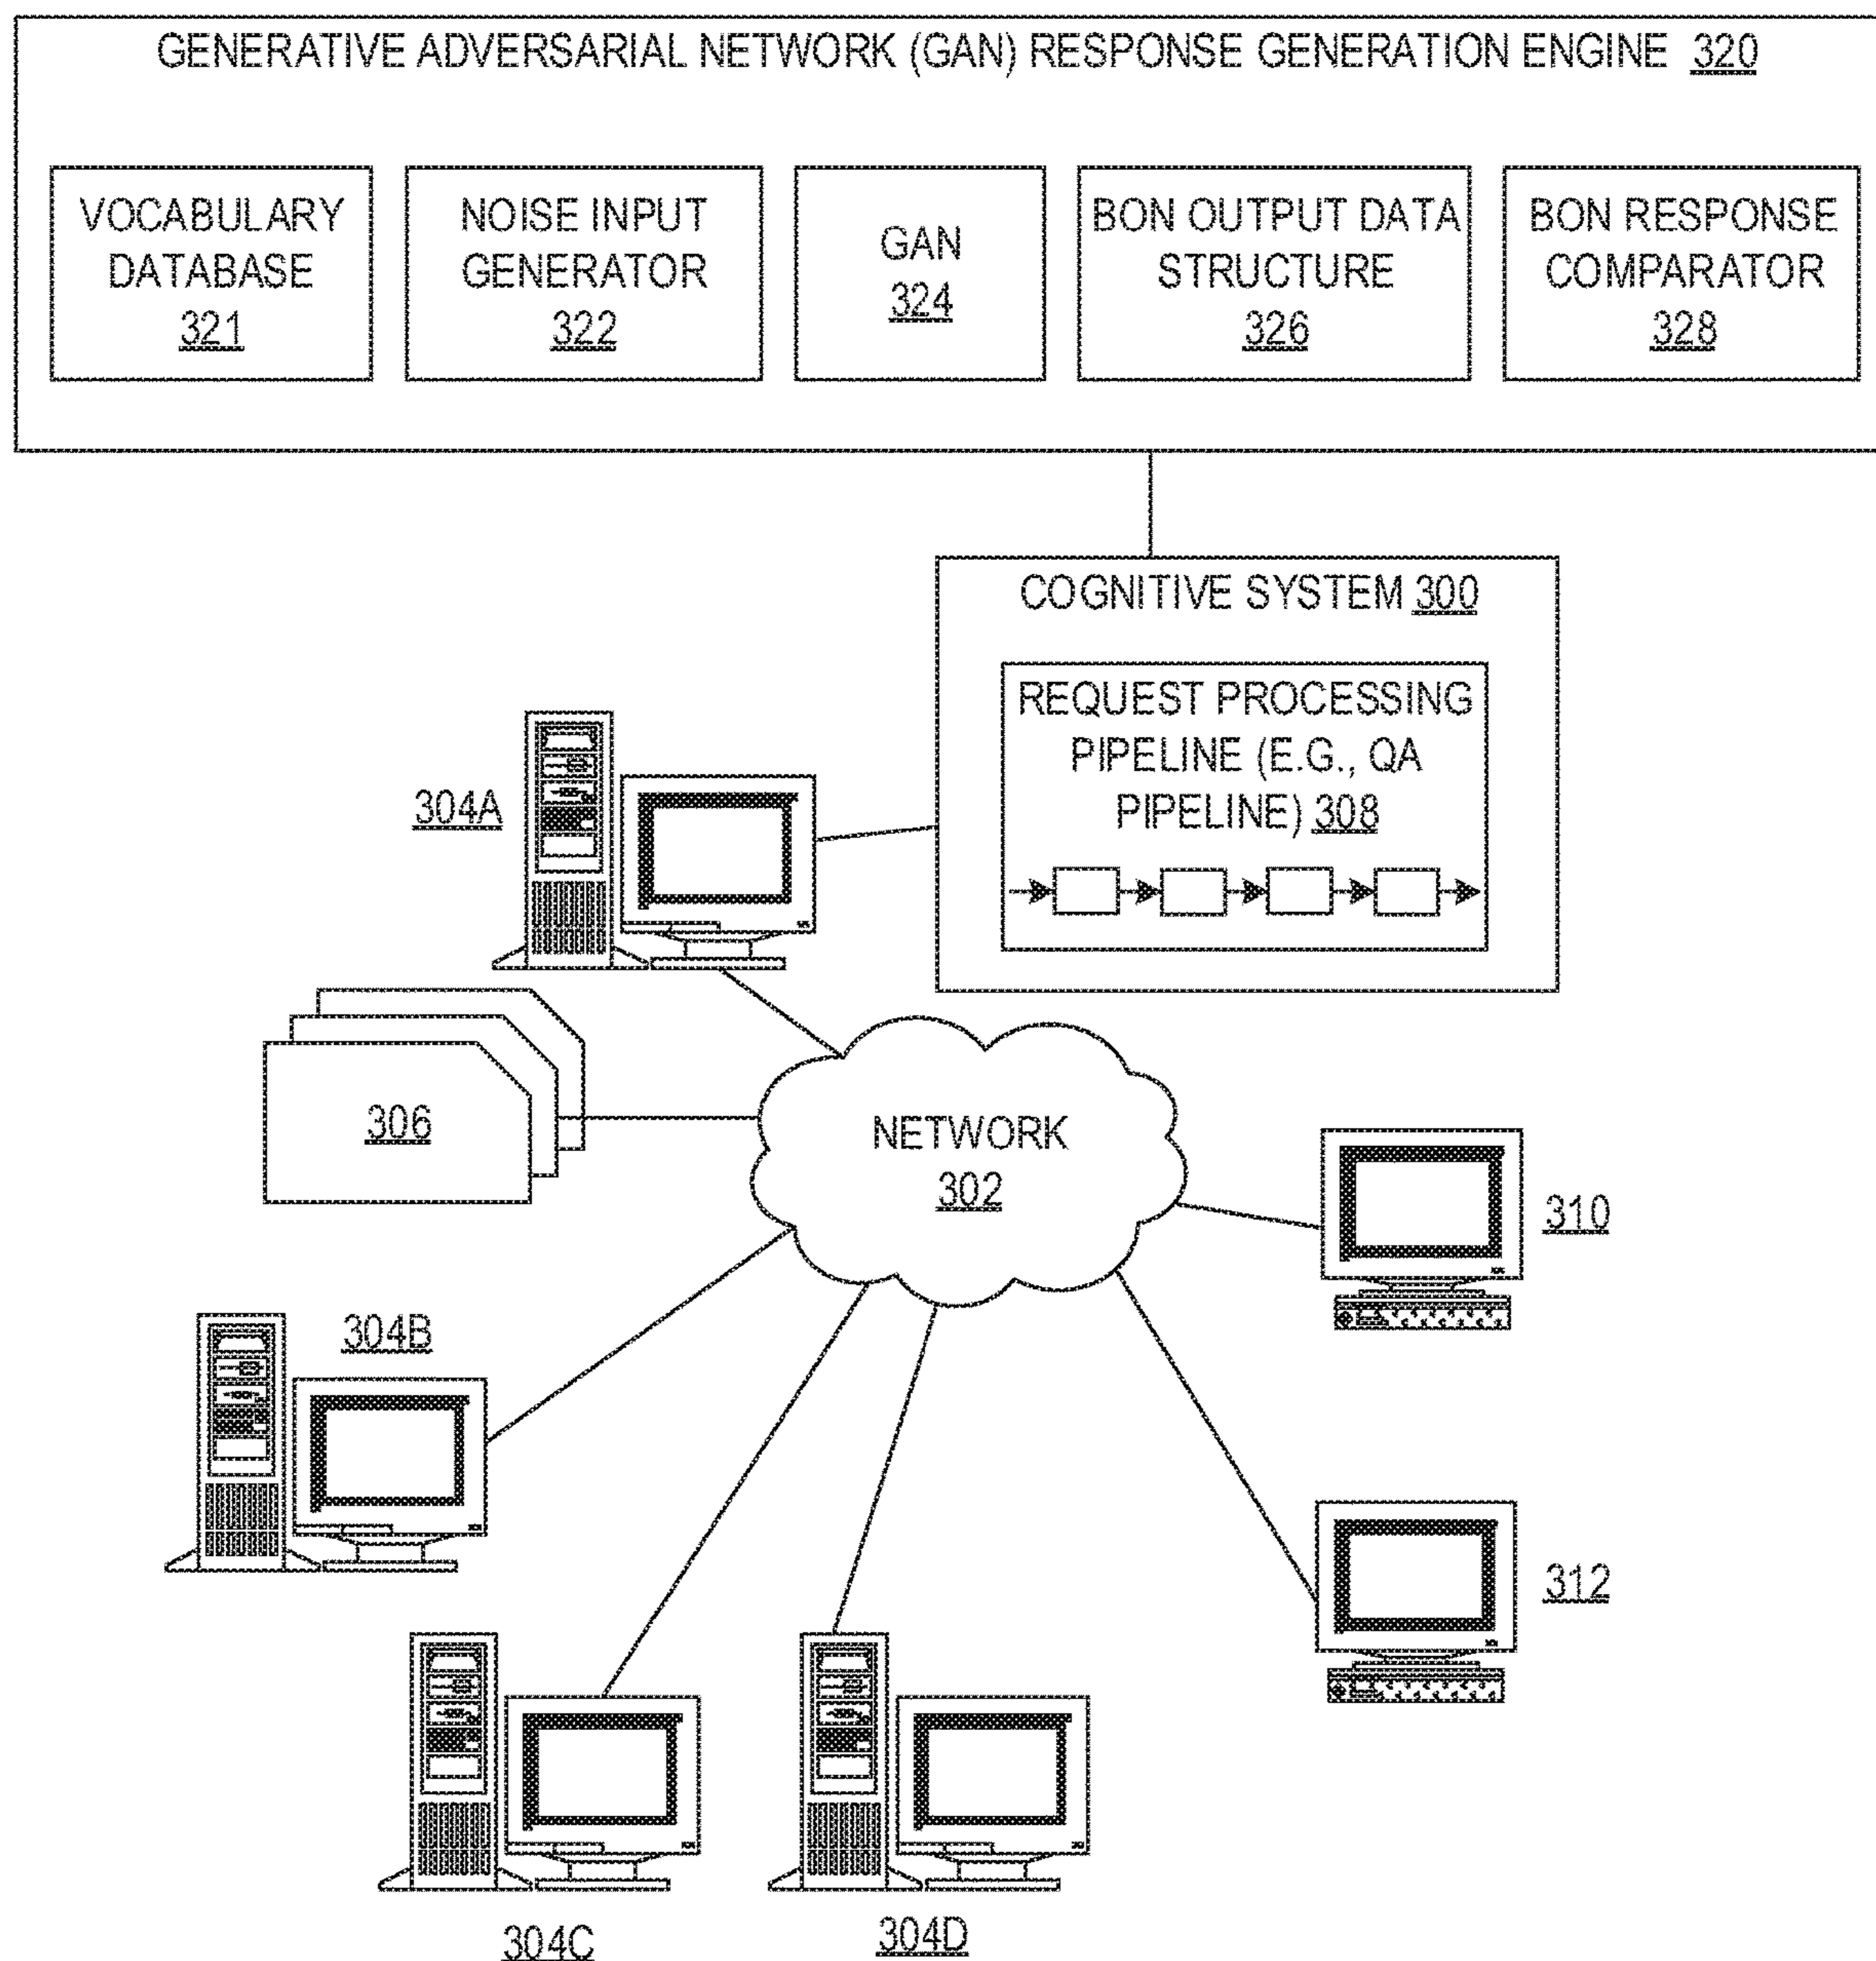 GENERATIVE ADVERSARIAL NETWORK (GAN) RESPONSE GENERATION ENGINE 320
VOCABULARY
DATABASE
321
NOISE INPUT
GENERATOR
322
GAN
324
BON OUTPUT DATA
STRUCTURE
326
BON RESPONSE
COMPARATOR
328
COGNITIVE SYSTEM 300
REQUEST PROCESSING
PIPELINE (E.G., QA
PIPELINE) 308
304A
306
NETWORK
302
310
304B
312
304C
304D